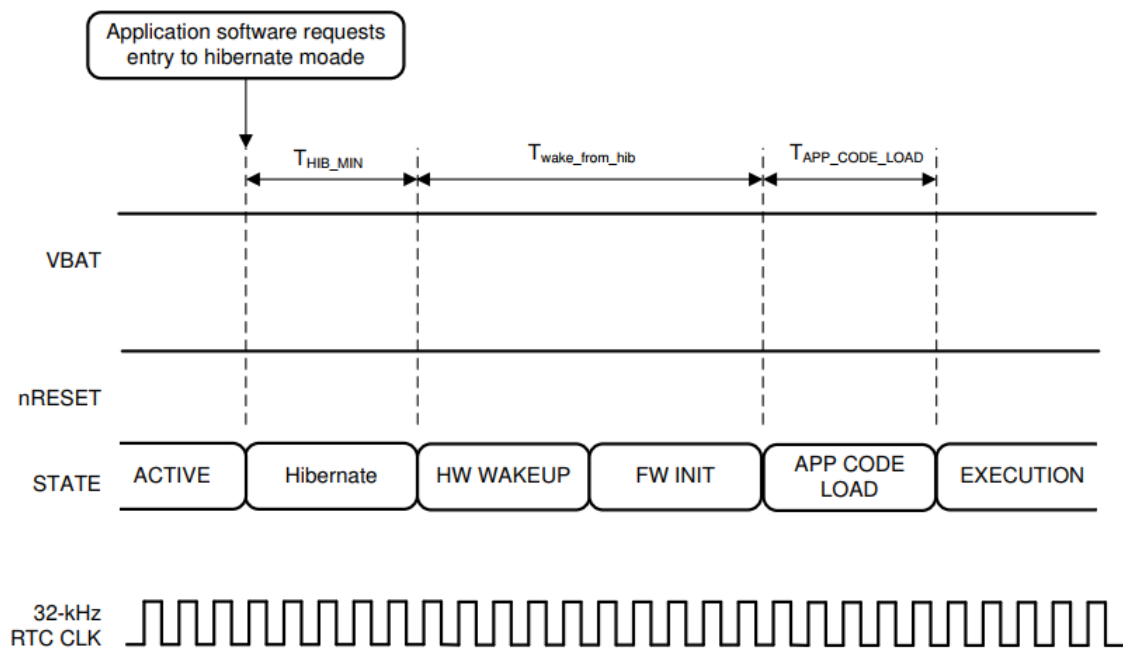 Application software requests
entry to hibernate moade
THIB_MIN
Twake_from_hib
TAPP_CODE_LOAD
VBAT
nRESET
STATE
ACTIVE
Hibernate
HW WAKEUP
FW INIT
APP CODE
LOAD
EXECUTION
32-kHz
RTC CLK